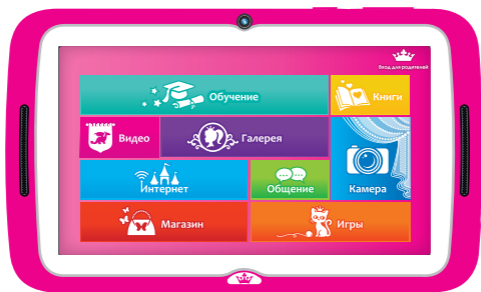 Вход для родителей
Обучение
Книги
Видео
Галерея
Интернет
Общение
Камера
Магазин
Игры